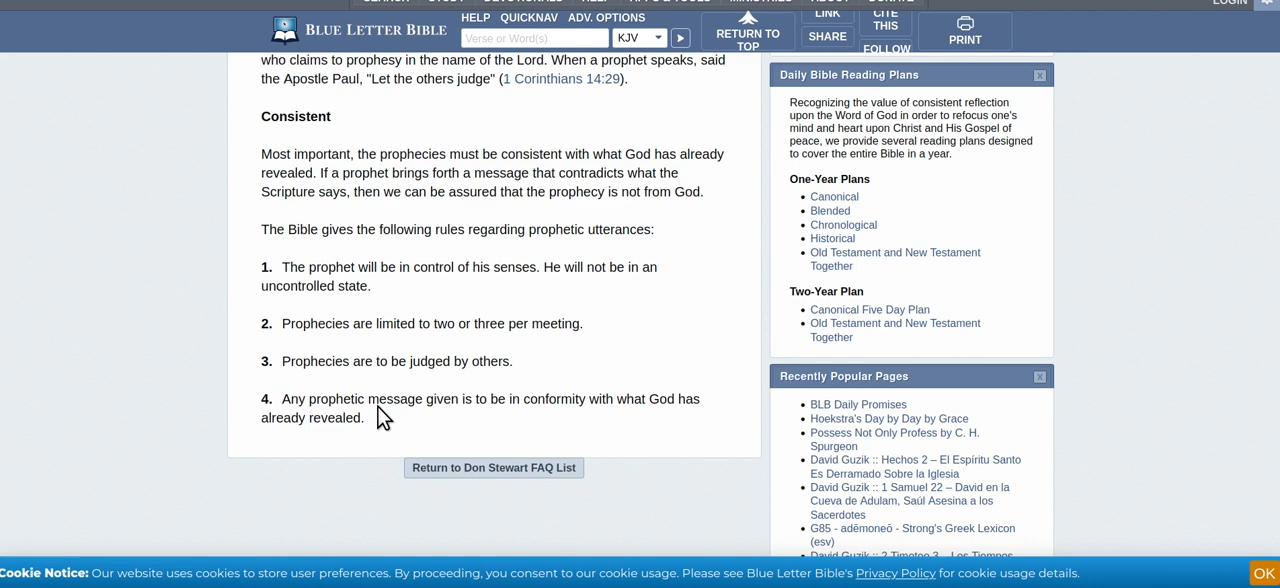 LOGIN
HELP QUICKNAV ADV. OPTIONS
BLUE LETTER BIBLE
Verse or Word(s)
KJV
RETURN TO
TOP
LINK
SHARE
CITE
THIS
FOLLOW
PRINT
who claims to prophesy in the name of the Lord. When a prophet speaks, said
the Apostle Paul, "Let the others judge" (1 Corinthians 14:29).
Consistent
Most important, the prophecies must be consistent with what God has already
revealed. If a prophet brings forth a message that contradicts what the
Scripture says, then we can be assured that the prophecy is not from God.
The Bible gives the following rules regarding prophetic utterances:
1. The prophet will be in control of his senses. He will not be in an
uncontrolled state.
2. Prophecies are limited to two or three per meeting.
3. Prophecies are to be judged by others.
4. Any prophetic message given is to be in conformity with what God has
already revealed.
Return to Don Stewart FAQ List
Daily Bible Reading Plans
x
Recognizing the value of consistent reflection
upon the Word of God in order to refocus one's
mind and heart upon Christ and His Gospel of
peace, we provide several reading plans designed
to cover the entire Bible in a year.
One-Year Plans
• Canonical
• Blended
• Chronological
• Historical
• Old Testament and New Testament
Together
Two-Year Plan
• Canonical Five Day Plan
• Old Testament and New Testament
Together
Recently Popular Pages
x
• BLB Daily Promises
• Hoekstra's Day by Day by Grace
• Possess Not Only Profess by C. H.
Spurgeon
• David Guzik :: Hechos 2 – El Espíritu Santo
Es Derramado Sobre la Iglesia
• David Guzik :: 1 Samuel 22 – David en la
Cueva de Adulam, Saúl Asesina a los
Sacerdotes
• G85 - adēmoneō - Strong's Greek Lexicon
(esv)
• David Guzik :: 2 Timoteo 3 – Los Tiempos
Cookie Notice: Our website uses cookies to store user preferences. By proceeding, you consent to our cookie usage. Please see Blue Letter Bible's Privacy Policy for cookie usage details.
OK